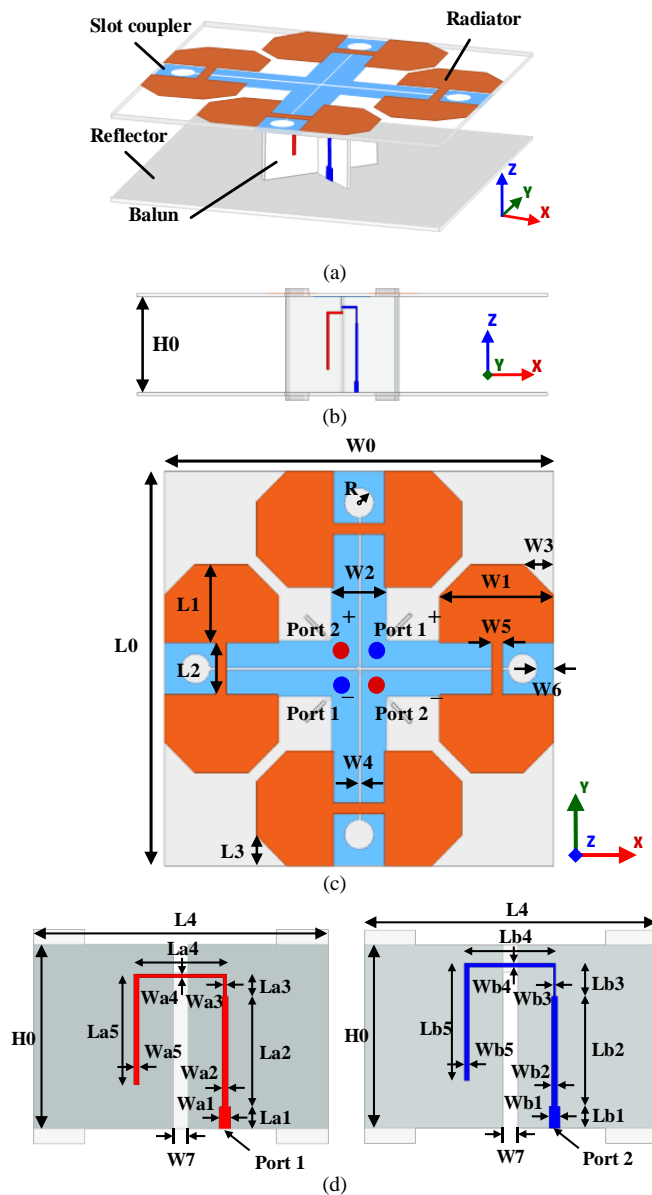 Slot coupler
Radiator
Reflector
Balun
Z
Y
X
(a)
H0
Z
Y
X
(b)
W0
R
W3
W2
W1
L1
L0
+
+
W5
Port 2
Port 1
L2
W6
−
−
Port 1
Port 2
W4
Y
L3
Z
X
(c)
L4
L4
La4
Lb4
Wa4
Wa3
La3
Wb4
Wb3
Lb3
La5
Lb5
H0
La2
H0
Lb2
Wa5
Wb5
Wa2
Wb2
Wa1
La1
Wb1
Lb1
W7
Port 1
W7
Port 2
(d)